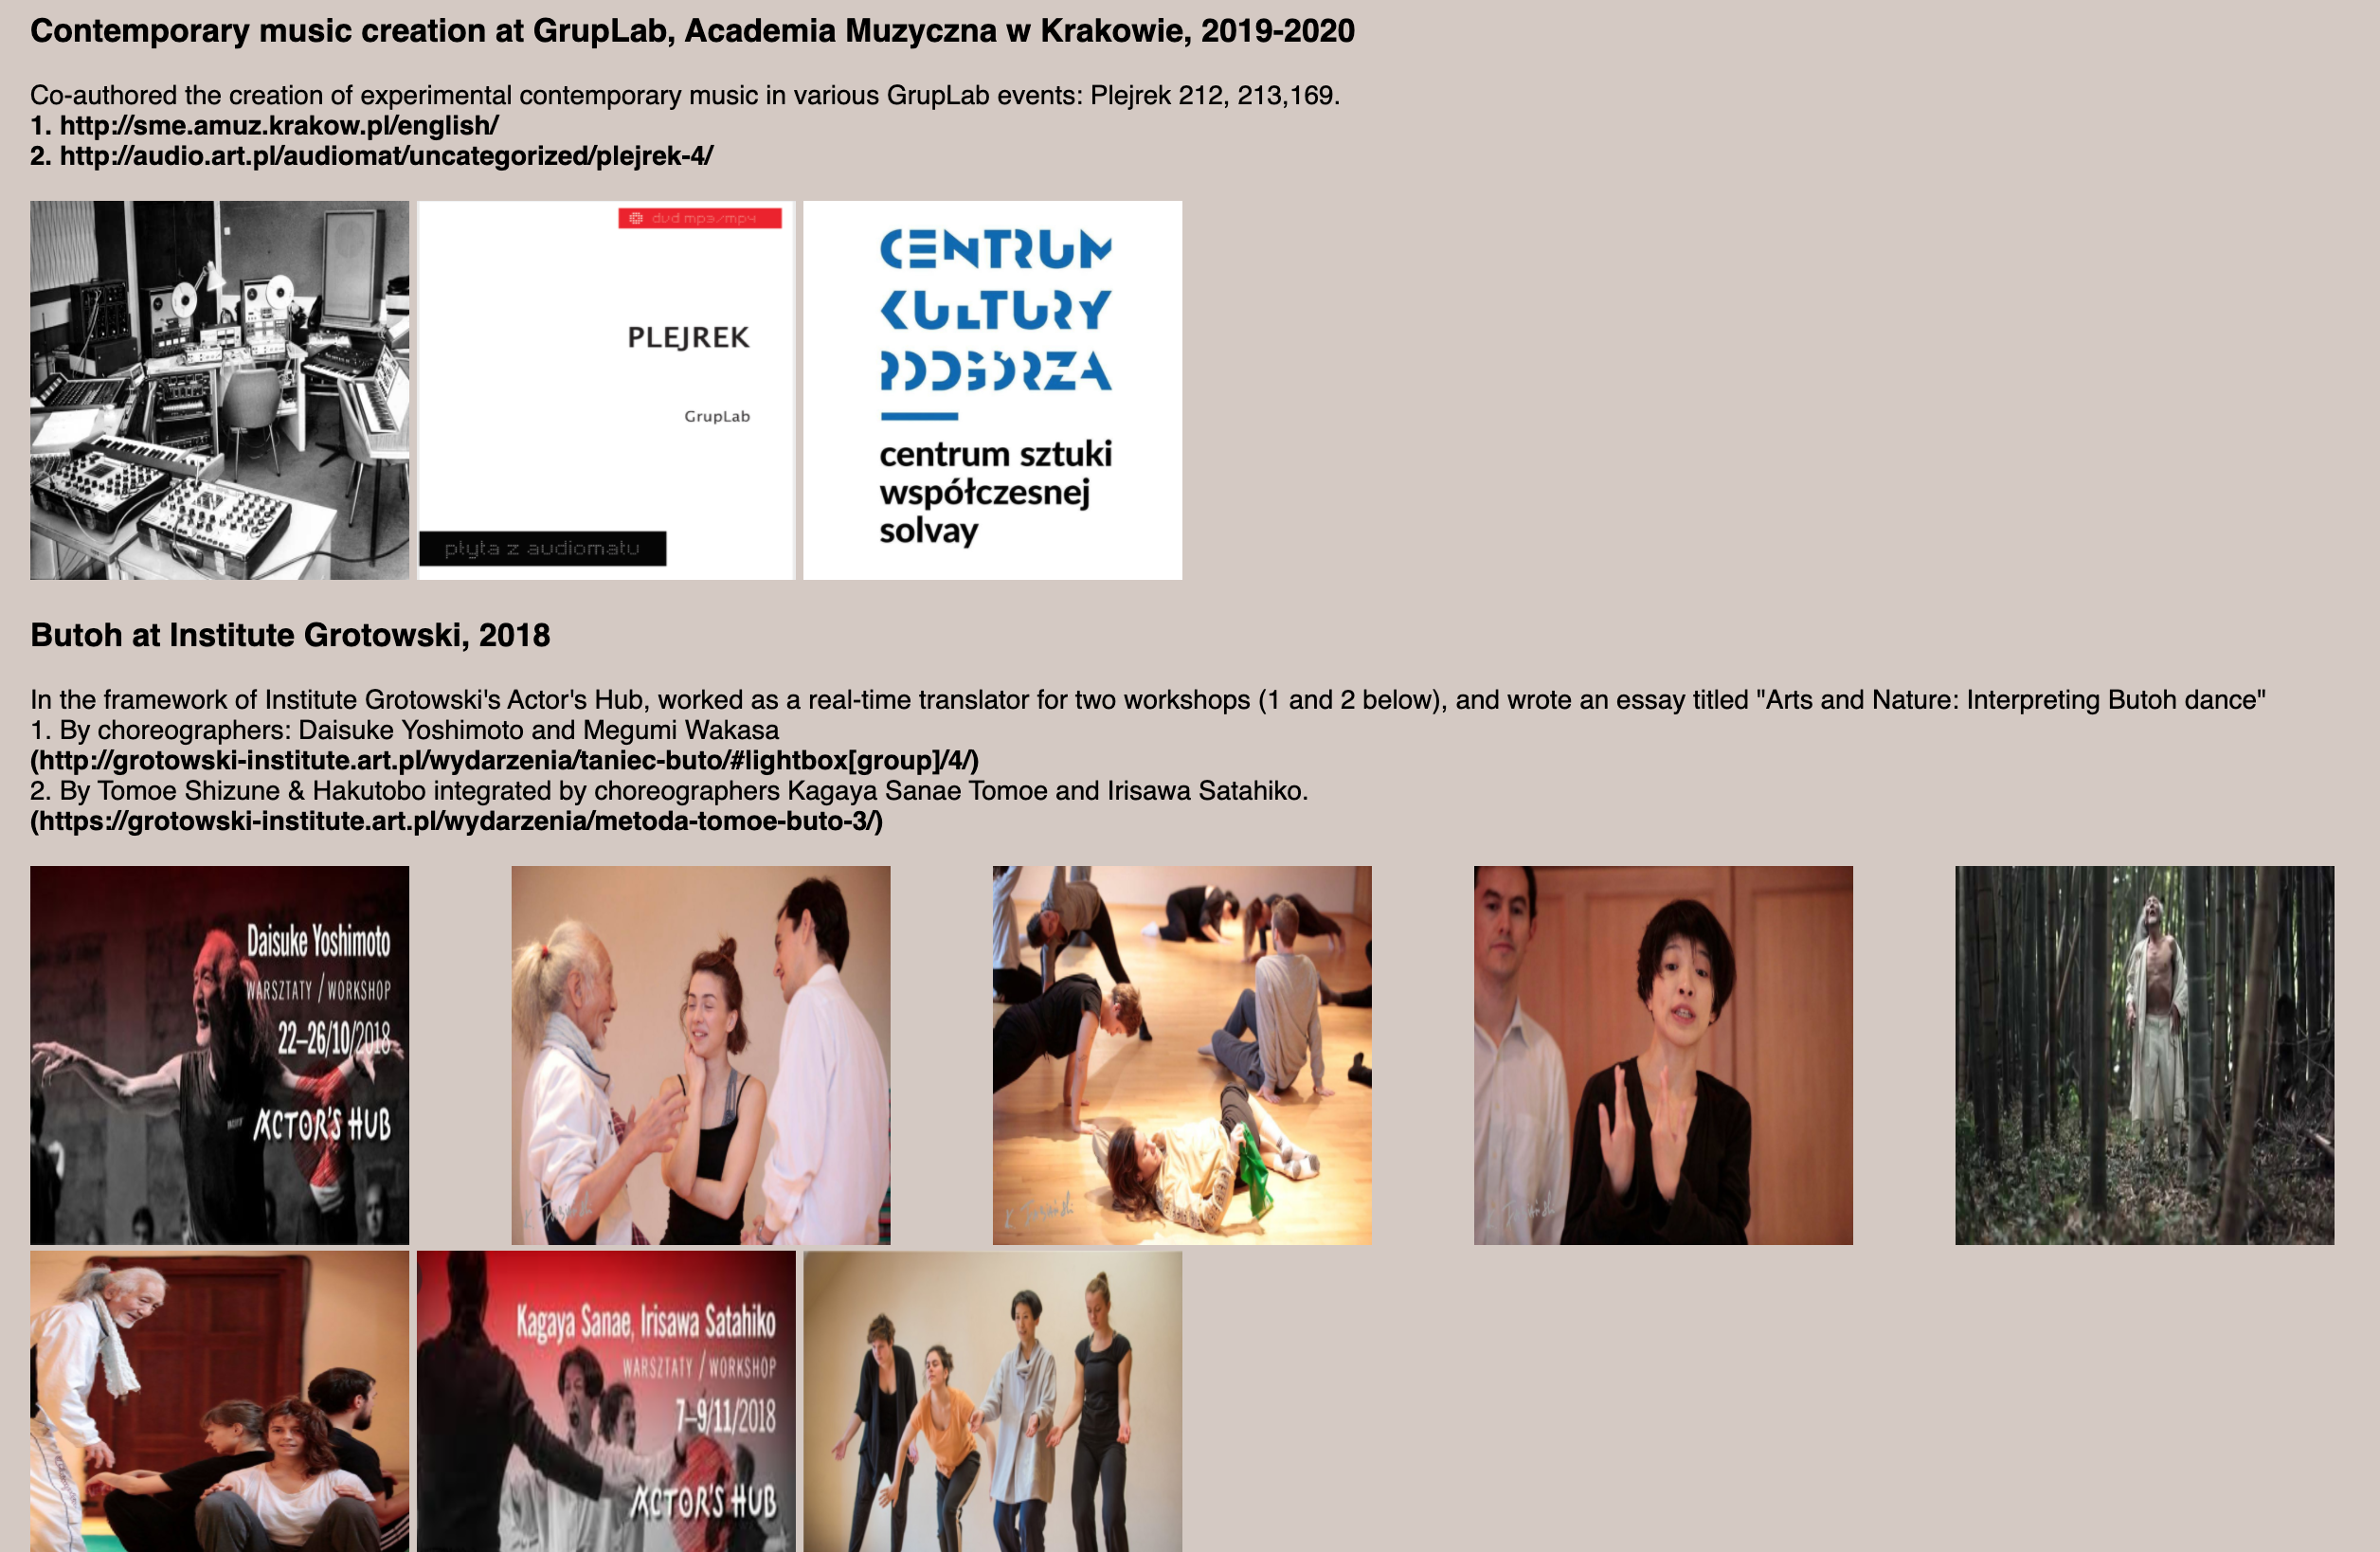 Contemporary music creation at GrupLab, Academia Muzyczna w Krakowie, 2019-2020
Co-authored the creation of experimental contemporary music in various GrupLab events: Plejrek 212, 213,169.
1. http://sme.amuz.krakow.pl/english/
2. http://audio.art.pl/audiomat/uncategorized/plejrek-4/
dvd mp3/mp4
PLEJREK
GrupLab
płyta z audiomatu
CENTRUM
KULTURY
PODGÓRZA
centrum sztuki
współczesnej
solvay
Butoh at Institute Grotowski, 2018
In the framework of Institute Grotowski's Actor's Hub, worked as a real-time translator for two workshops (1 and 2 below), and wrote an essay titled "Arts and Nature: Interpreting Butoh dance"
1. By choreographers: Daisuke Yoshimoto and Megumi Wakasa
(http://grotowski-institute.art.pl/wydarzenia/taniec-buto/#lightbox[group]/4/)
2. By Tomoe Shizune & Hakutobo integrated by choreographers Kagaya Sanae Tomoe and Irisawa Satahiko.
(https://grotowski-institute.art.pl/wydarzenia/metoda-tomoe-buto-3/)
Daisuke Yoshimoto
WARSZTATY / WORKSHOP
22–26/10/2018
ACTOR'S HUB
Kagaya Sanae, Irisawa Satahiko
WARSZTATY / WORKSHOP
7–9/11/2018
ACTOR'S HUB